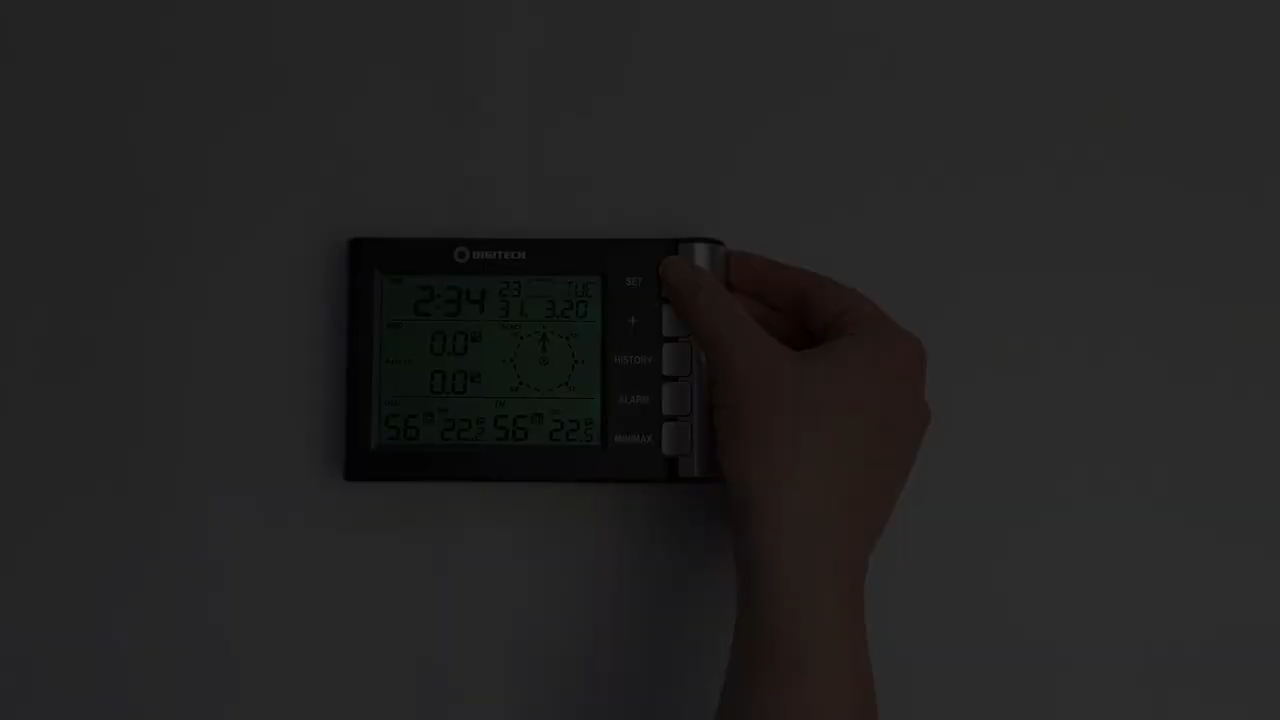 DIGITECH
2:34
23 TUE
31. 3.20
SET
+
0.0
HISTORY
0.0
ALARM
56 22.2 56 22.5
MIN/MAX